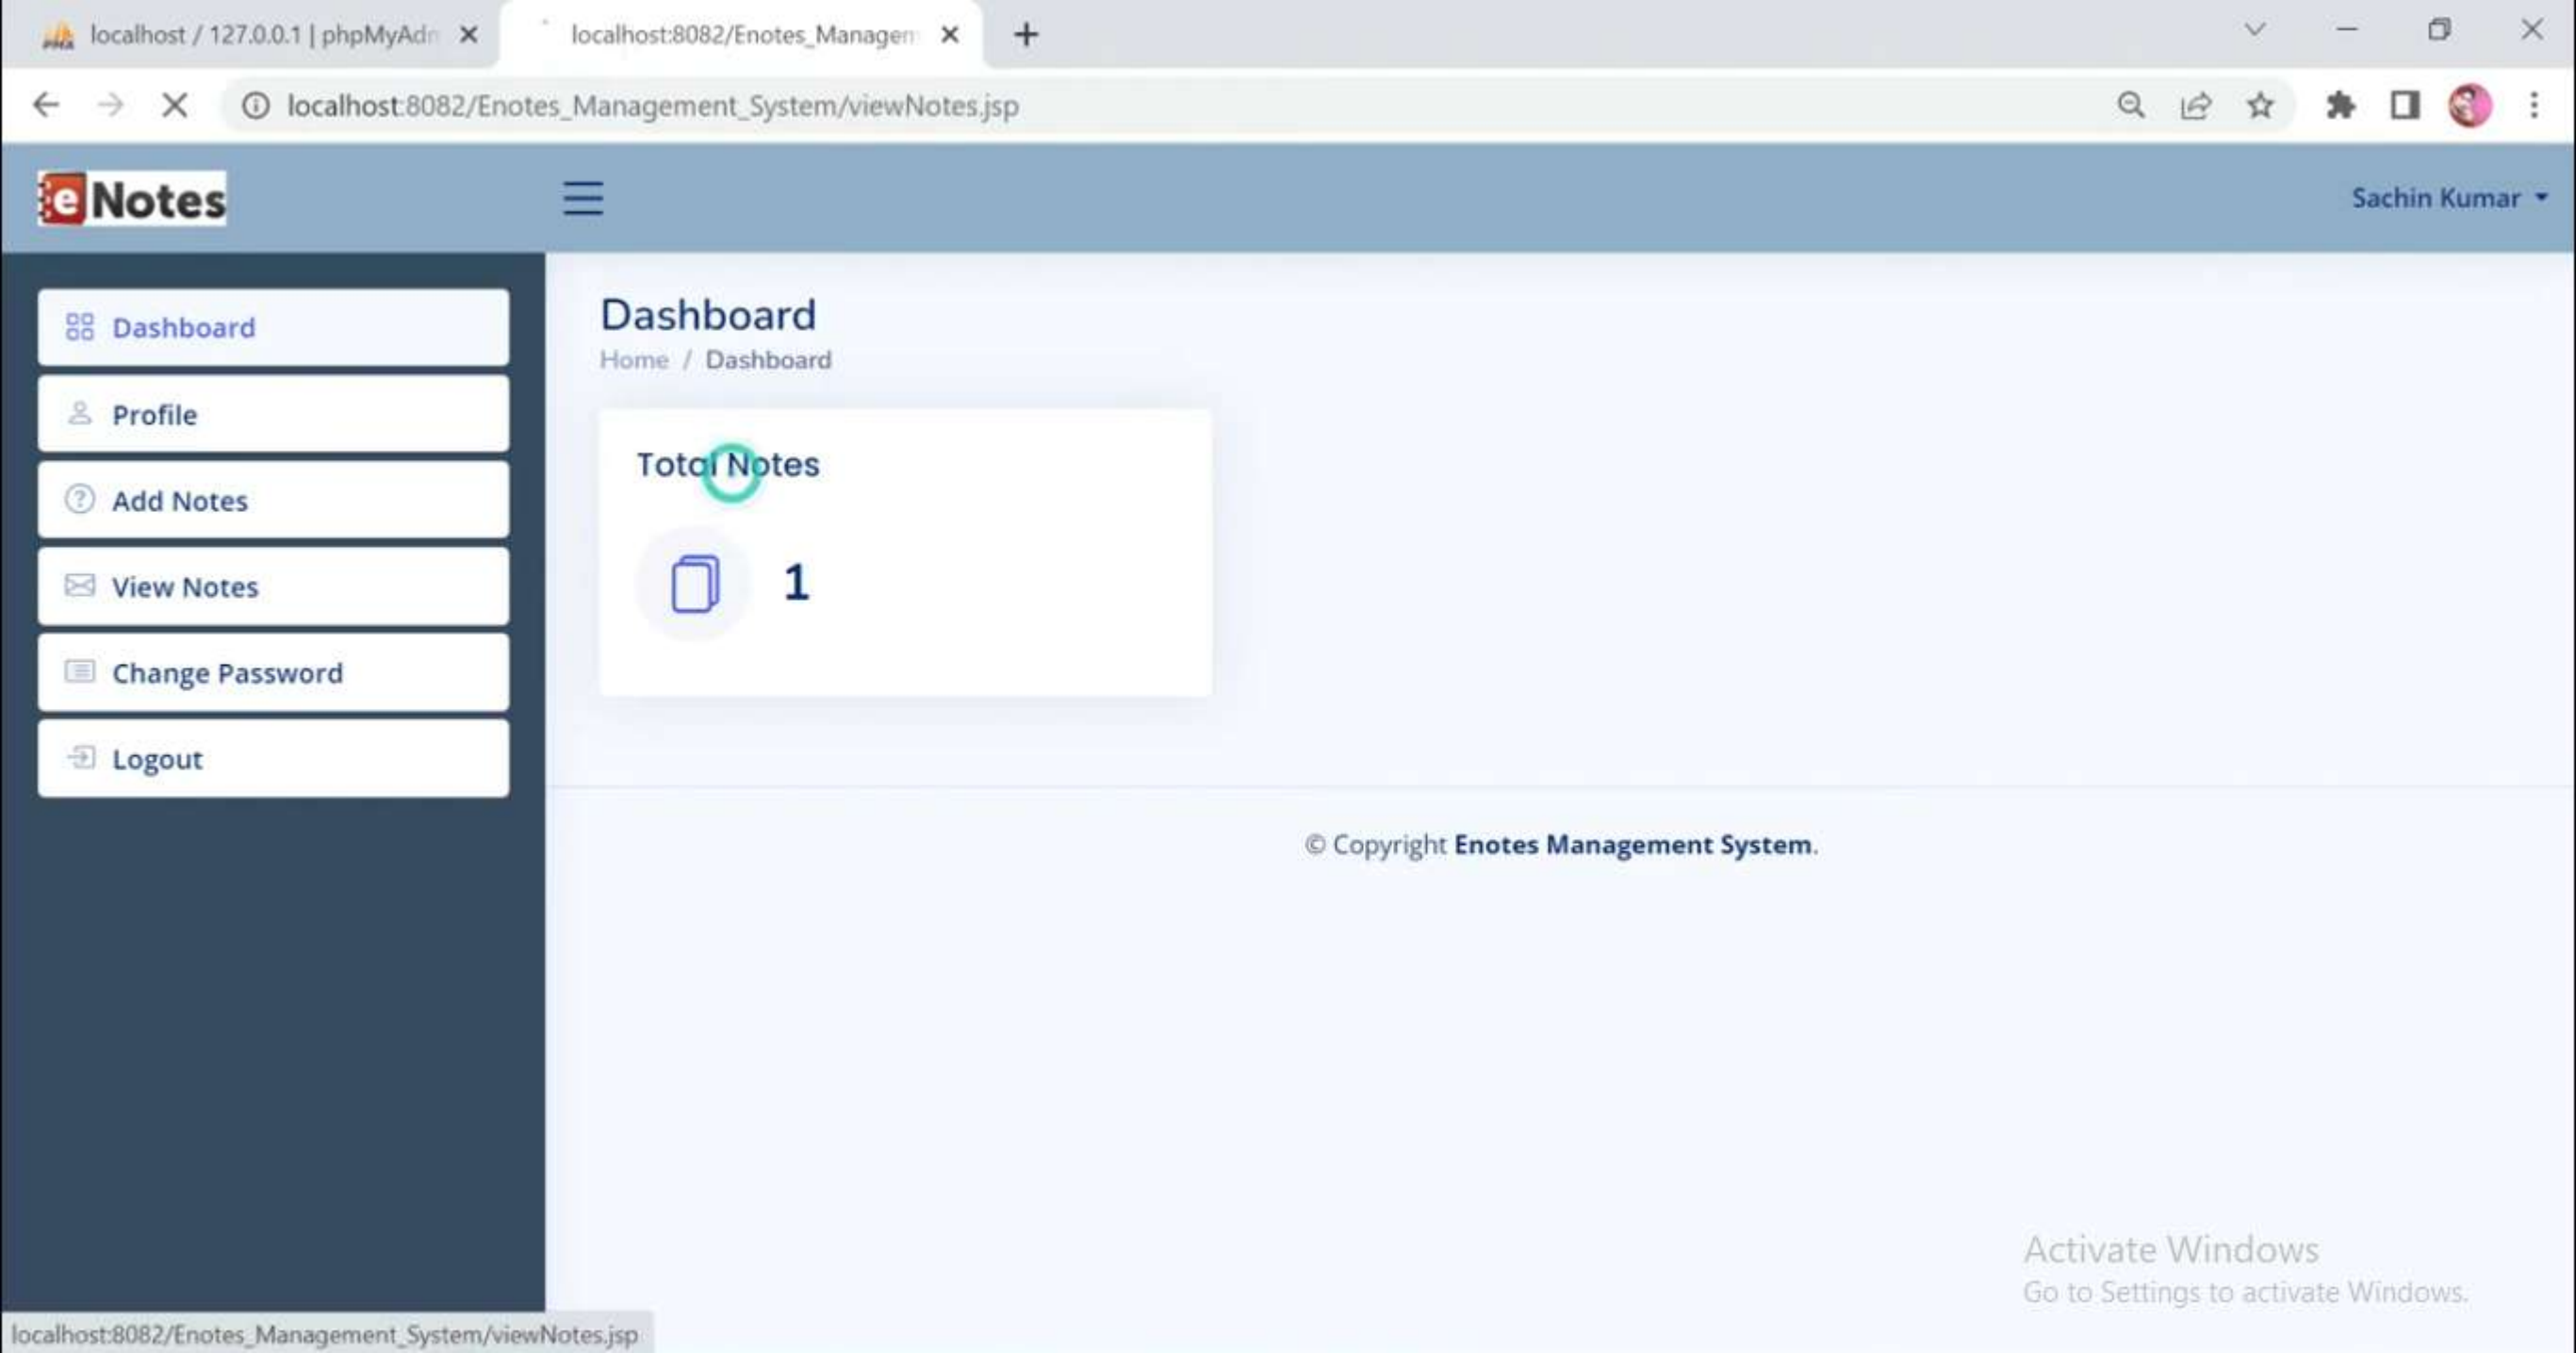 localhost / 127.0.0.1 | phpMyAdn
localhost:8082/Enotes_Managem
localhost:8082/Enotes_Management_System/viewNotes.jsp
eNotes
Sachin Kumar
Dashboard
Profile
Add Notes
View Notes
Change Password
Logout
Dashboard
Home / Dashboard
Total Notes
1
© Copyright Enotes Management System.
Activate Windows
Go to Settings to activate Windows.
localhost:8082/Enotes_Management_System/viewNotes.jsp